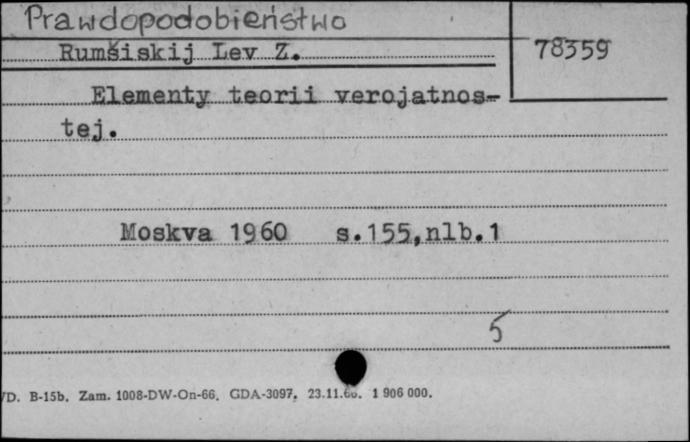 Prawdopodobieństwo
Rumšiskij Lev Z.
78359
Elementy teorii verojatnos-
tej.
Moskva 1960 s.155,nlb.1
5
D. B-15b. Zam. 1008-DW-On-66. GDA-3097. 23.11.66. 1 906 000.